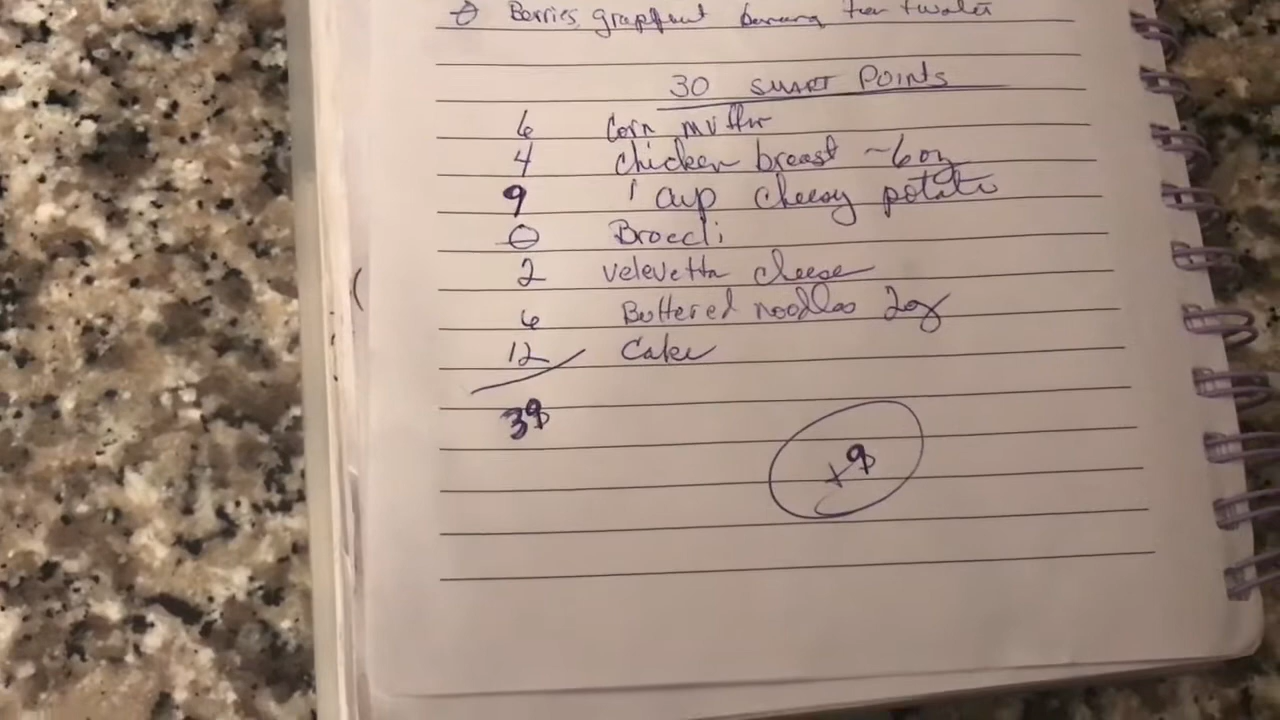 0 Berries, grapefruit banana tea water
30 SMART POINTS
6 Corn muffin
4 chicken breast ~6oz
9 1 cup cheesy potato
0 Broccli
2 velevetta cheese
6 Buttered noodles 2oz
12 Cake
39
+9